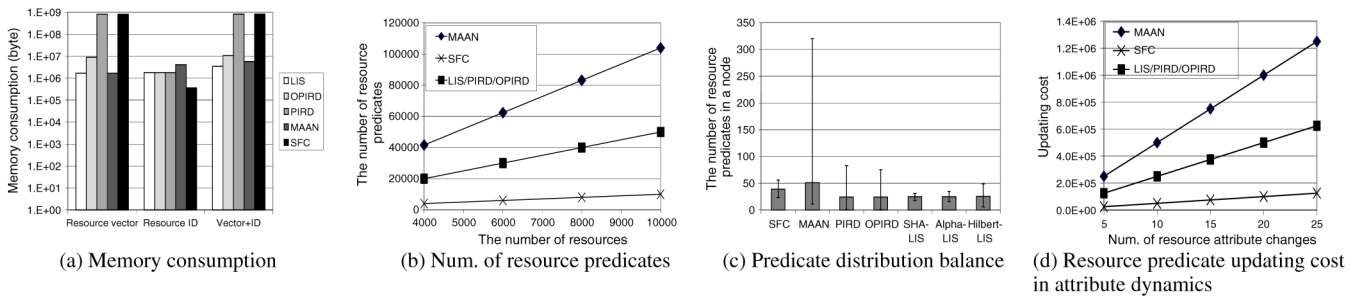 Memory consumption (byte)
1.E+10
1.E+09
1.E+08
1.E+07
1.E+06
1.E+05
1.E+04
1.E+03
1.E+02
1.E+01
1.E+00
Resource vector Resource ID Vector+ID
LIS
OPIRD
PIRD
MAAN
SFC
(a) Memory consumption
The number of resource predicates
120000
100000
80000
60000
40000
20000
0
MAAN
SFC
LIS/PIRD/OPIRD
4000 6000 8000 10000
The number of resources
(b) Num. of resource predicates
The number of resource
predicates in a node
350
300
250
200
150
100
50
0
SFC MAAN PIRD OPIRD SHA-LIS Alpha-LIS Hilbert-LIS
(c) Predicate distribution balance
Updating cost
1.4E+06
1.2E+06
1.0E+06
8.0E+05
6.0E+05
4.0E+05
2.0E+05
0.0E+00
MAAN
SFC
LIS/PIRD/OPIRD
5 10 15 20 25
Num. of resource attribute changes
(d) Resource predicate updating cost
in attribute dynamics